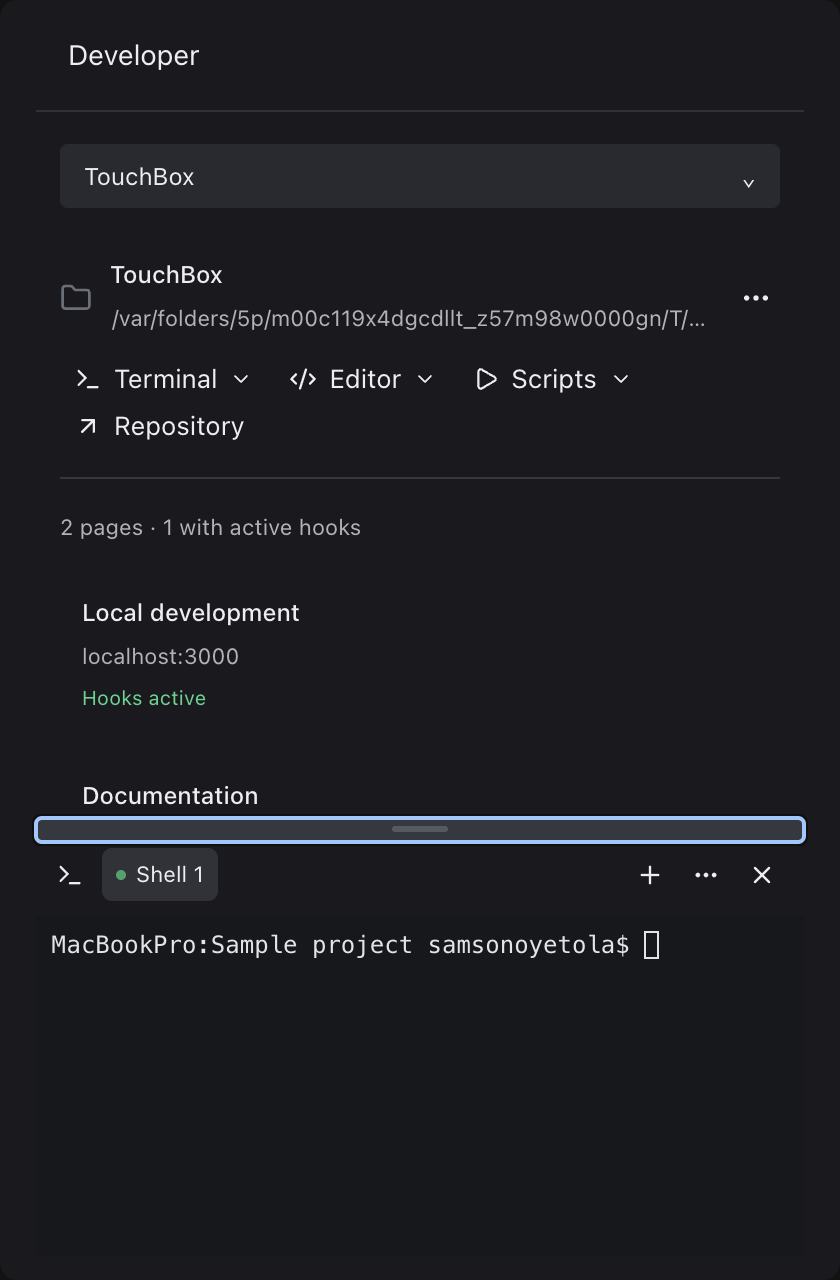 Developer
TouchBox
TouchBox
/var/folders/5p/m00c119x4dgcdllt_z57m98w0000gn/T/...
Terminal Editor Scripts
Repository
2 pages · 1 with active hooks
Local development
localhost:3000
Hooks active
Documentation
Shell 1
MacBookPro:Sample project samsonoyetola$